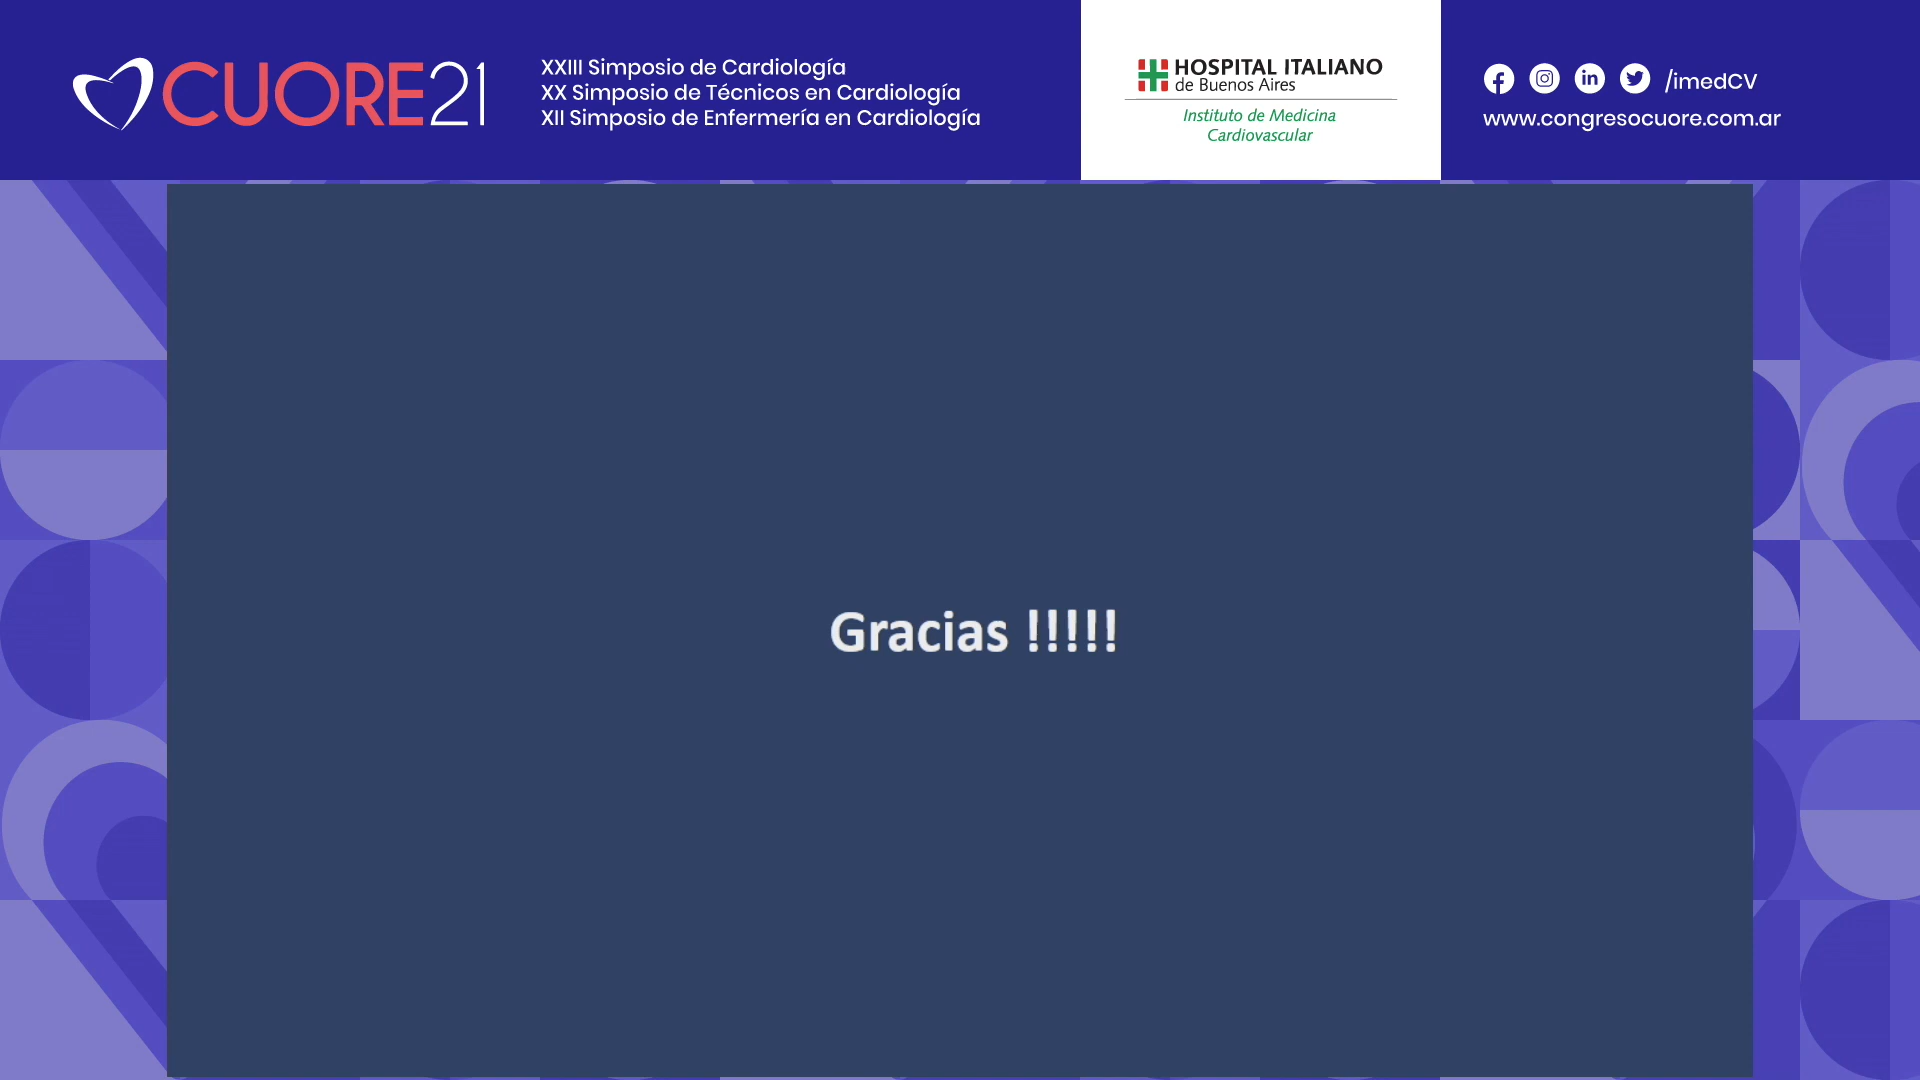 CUORE21
XXIII Simposio de Cardiología
XX Simposio de Técnicos en Cardiología
XII Simposio de Enfermería en Cardiología
HOSPITAL ITALIANO
de Buenos Aires
Instituto de Medicina
Cardiovascular
/imedCV
www.congresocuore.com.ar
Gracias !!!!!